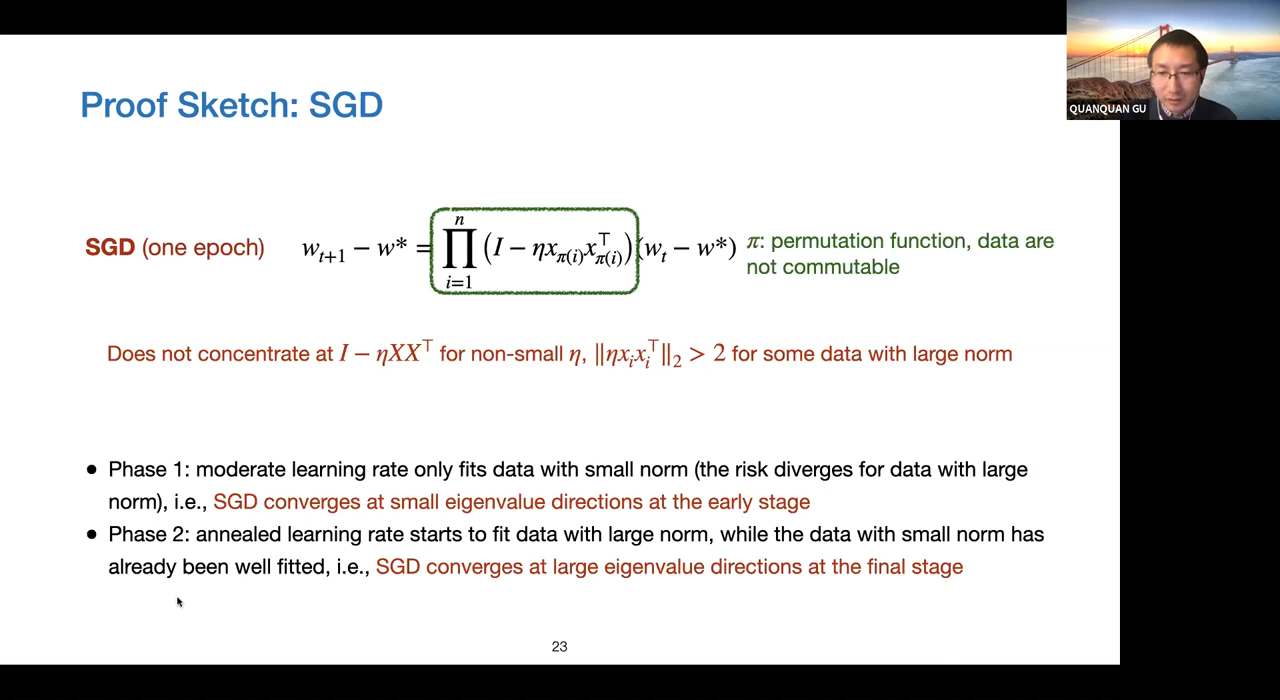 QUANQUAN GU
Proof Sketch: SGD
SGD (one epoch) w_{t+1} − w* = ∏_{i=1}^{n} (I − ηx_{π(i)}x_{π(i)}^⊤)(w_t − w*) π: permutation function, data are
not commutable
Does not concentrate at I − ηXX^⊤ for non-small η, ‖ηx_i x_i^⊤‖_2 > 2 for some data with large norm
● Phase 1: moderate learning rate only fits data with small norm (the risk diverges for data with large
norm), i.e., SGD converges at small eigenvalue directions at the early stage
● Phase 2: annealed learning rate starts to fit data with large norm, while the data with small norm has
already been well fitted, i.e., SGD converges at large eigenvalue directions at the final stage
23